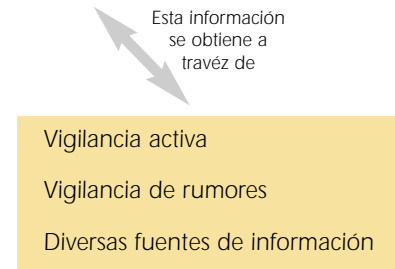 Esta información
se obtiene a
travéz de
Vigilancia activa
Vigilancia de rumores
Diversas fuentes de información